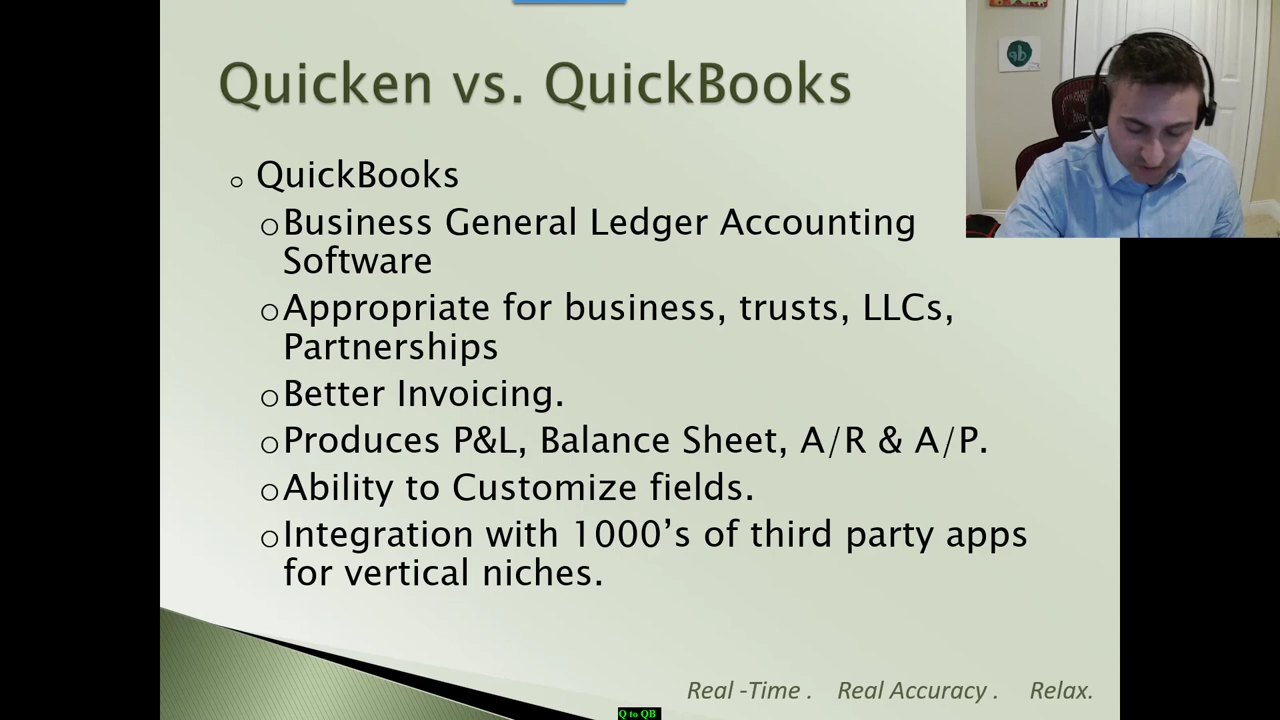 Quicken vs. QuickBooks
qb
QuickBooks
Business General Ledger Accounting
Software
Appropriate for business, trusts, LLCs,
Partnerships
Better Invoicing.
Produces P&L, Balance Sheet, A/R & A/P.
Ability to Customize fields.
Integration with 1000’s of third party apps
for vertical niches.
Real -Time . Real Accuracy . Relax.
Q to QB